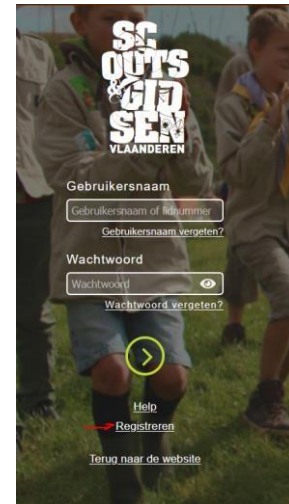 SC
OUTS
&GID
SEN
VLAANDEREN
Gebruikersnaam
Gebruikersnaam of lidnummer
Gebruikersnaam vergeten?
Wachtwoord
Wachtwoord
Wachtwoord vergeten?
Help
Registreren
Terug naar de website